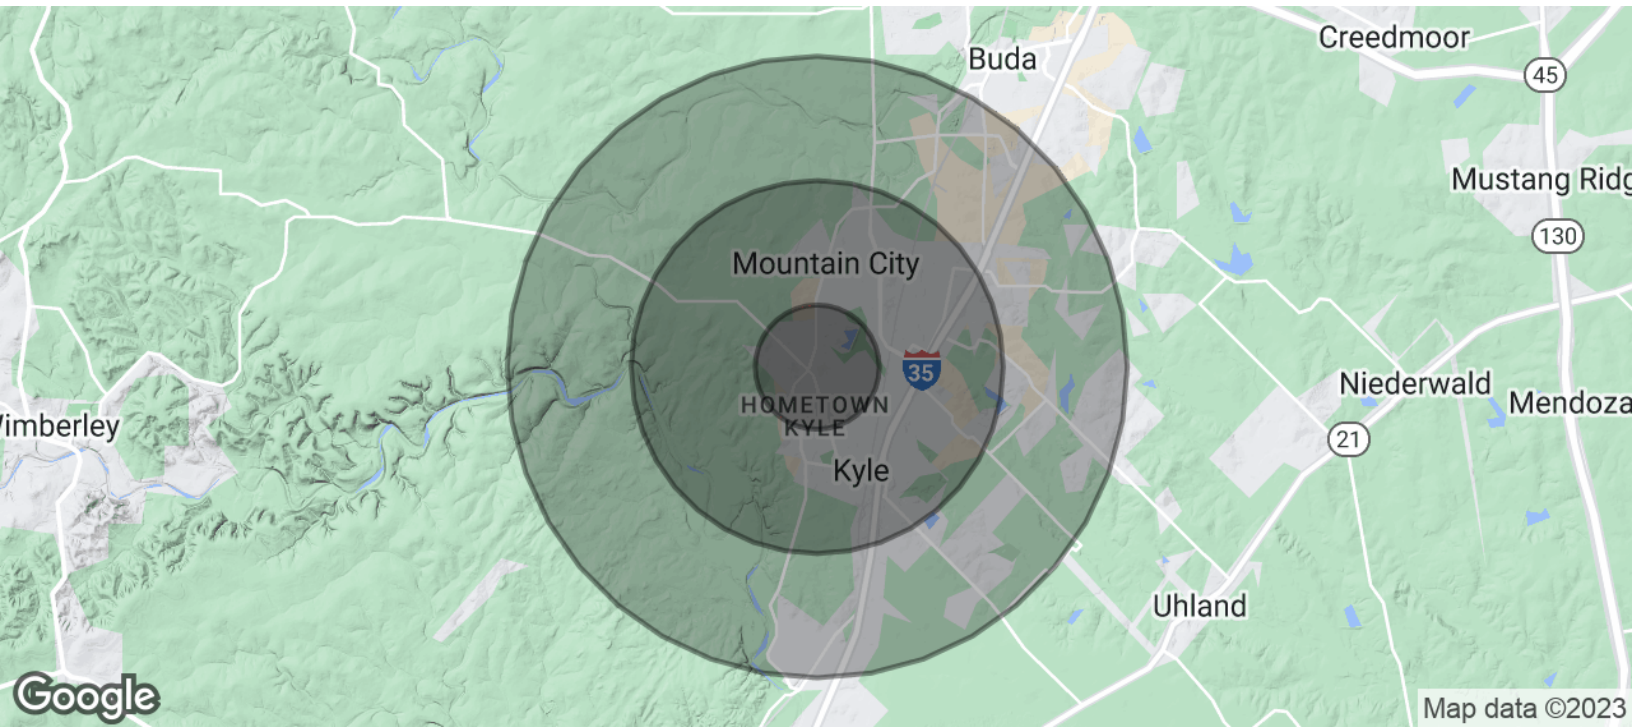 Creedmoor
Buda
45
Mustang Ridg
130
Mountain City
35
Niederwald
Mendoza
HOMETOWN
KYLE
imberley
21
Kyle
Uhland
Google
Map data ©2023